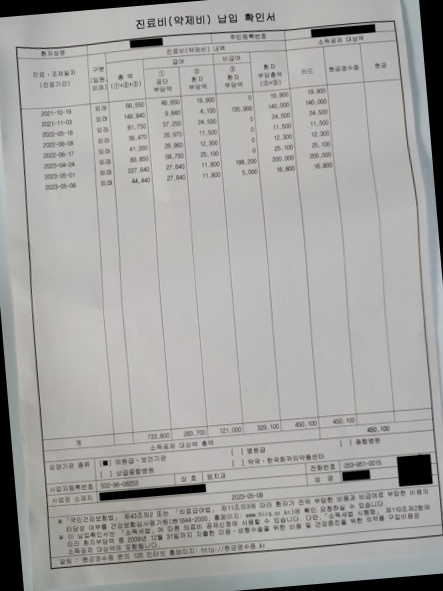 진료비(약제비) 납입 확인서
환자성명 주민등록번호
진료·조제일자 (진료기간) 구분 (입원, 외래) 진료비(약제비) 내역 소득공제 대상액
급여 비급여
총 액 (①+②+③) ① 공단 부담액 ② 환자 부담액 ③ 환자 부담액 환자 부담총액 (②+③) 카드 현금영수증 현금
2021-10-19 외래 66,550 46,650 19,900 0 19,900 19,900
2021-11-03 외래 149,840 9,840 4,100 135,900 140,000 140,000
2022-05-16 외래 81,750 57,250 24,500 0 24,500 24,500
2022-06-08 외래 38,470 26,970 11,500 0 11,500 11,500
2022-06-17 외래 41,260 28,960 12,300 0 12,300 12,300
2023-04-29 외래 83,850 58,750 25,100 0 25,100 25,100
2023-05-01 외래 227,640 27,640 11,800 188,200 200,000 200,000
2023-05-06 외래 44,440 27,640 11,800 5,000 16,800 16,800
계 733,800 283,700 121,000 329,100 450,100 450,100
소득공제 대상액 총액 450,100
요양기관 종류 [■] 의원급·보건기관 [ ] 병원급 [ ] 종합병원
[ ] 상급종합병원 [ ] 약국·한국희귀의약품센터
사업자등록번호 502-96-08253 상 호 염치과 전화번호 053-951-0015
사업장 소재지 성 명
2023-05-06
※「국민건강보험법」 제43조의2 또는 「의료급여법」 제11조의3에 따라 환자가 전액 부담한 비용과 비급여로 부담한 비용의
타당성 여부를 건강보험심사평가원(☎1644-2000, 홈페이지: www.hira.or.kr)에 확인 요청하실 수 있습니다.
※ 이 납입확인서는 「소득세법」에 따른 의료비 공제신청에 사용할 수 있습니다. 다만, 「소득세법 시행령」 제110조제2항에
따라 환자부담액 중 2009년 12월 31일까지 지출한 미용·성형수술을 위한 비용 및 건강증진을 위한 의약품 구입비용은
소득공제 대상액에 포함됩니다.
알림 : 현금영수증 문의 126 인터넷 홈페이지: http://현금영수증.kr